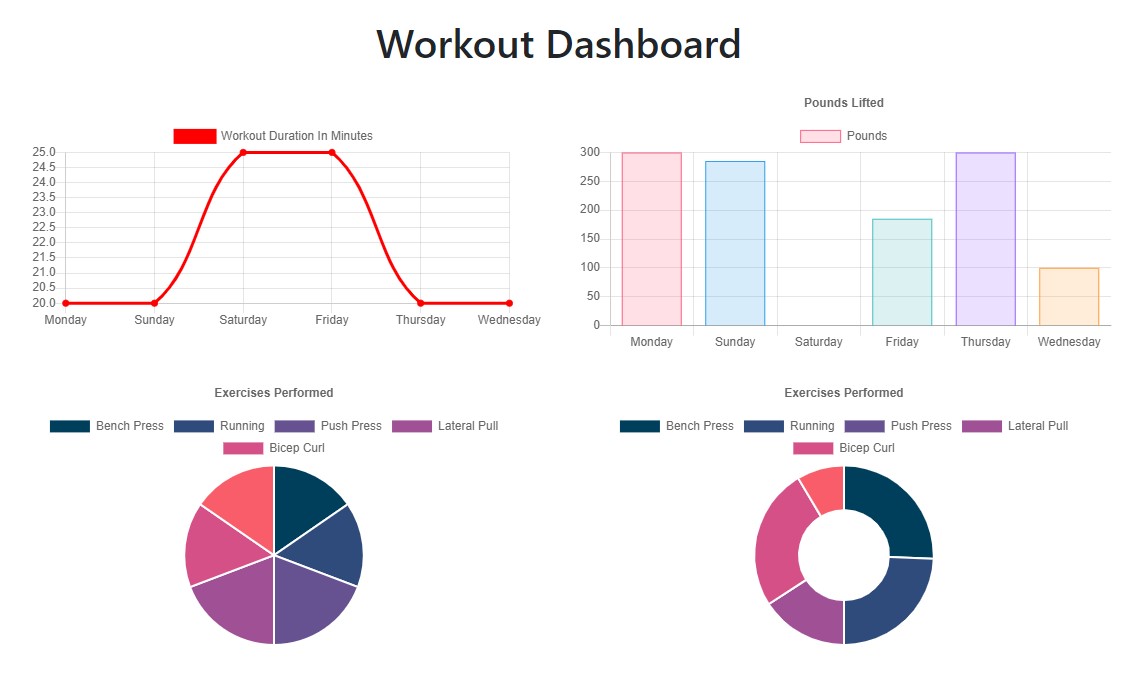 Workout Dashboard
Workout Duration In Minutes
25.0
24.5
24.0
23.5
23.0
22.5
22.0
21.5
21.0
20.5
20.0
Monday Sunday Saturday Friday Thursday Wednesday
Pounds Lifted
Pounds
300
250
200
150
100
50
0
Monday Sunday Saturday Friday Thursday Wednesday
Exercises Performed
Bench Press Running Push Press Lateral Pull
Bicep Curl
Exercises Performed
Bench Press Running Push Press Lateral Pull
Bicep Curl